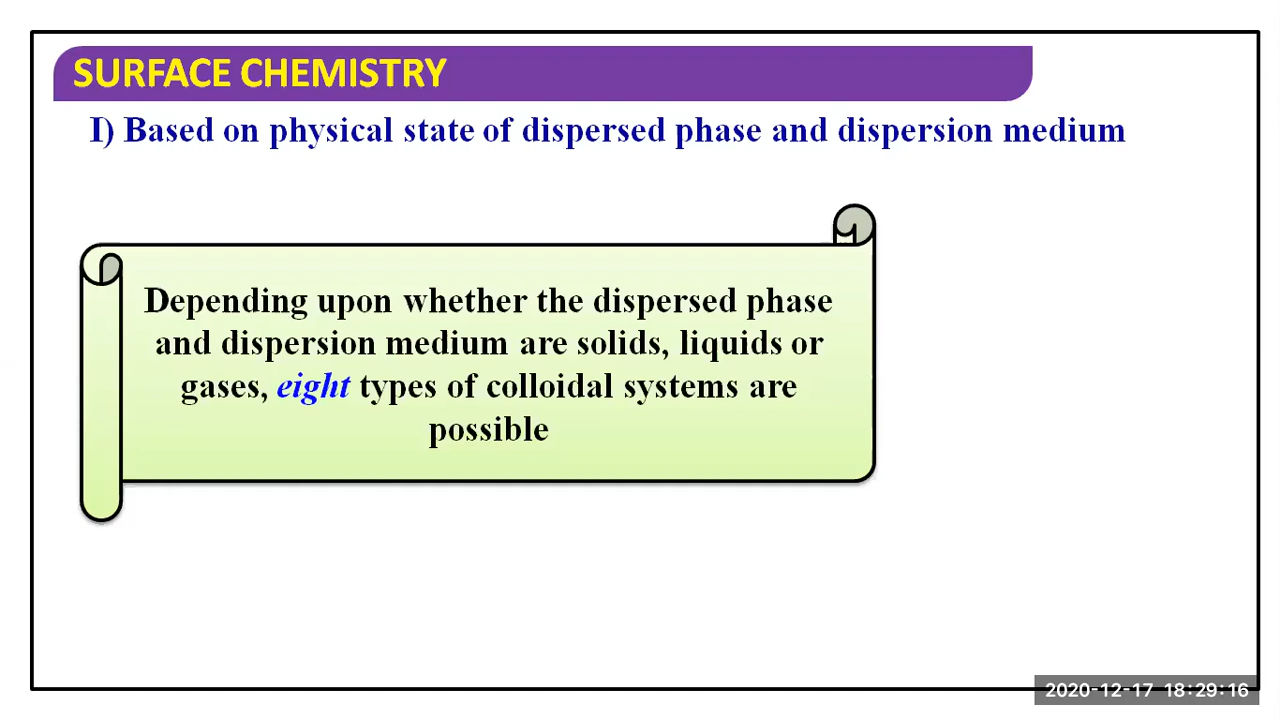 SURFACE CHEMISTRY
I) Based on physical state of dispersed phase and dispersion medium
Depending upon whether the dispersed phase
and dispersion medium are solids, liquids or
gases, eight types of colloidal systems are
possible
2020-12-17 18:29:16